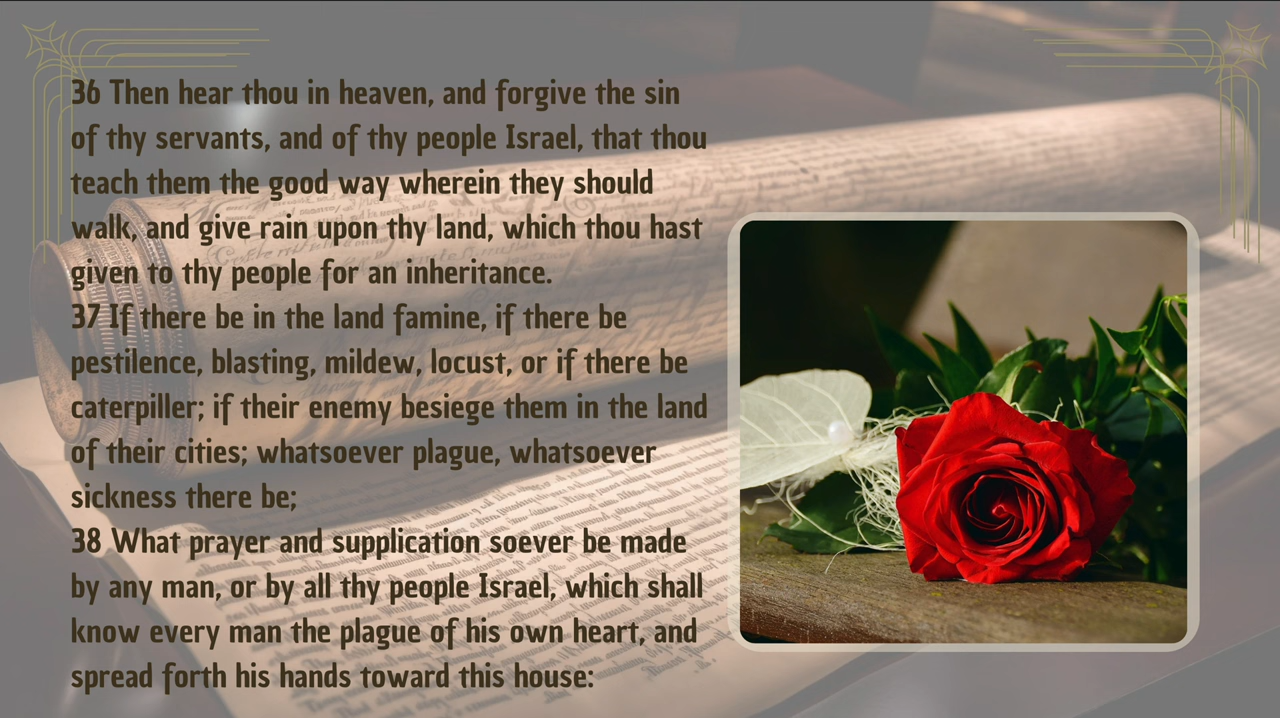 36 Then hear thou in heaven, and forgive the sin
of thy servants, and of thy people Israel, that thou
teach them the good way wherein they should
walk, and give rain upon thy land, which thou hast
given to thy people for an inheritance.
37 If there be in the land famine, if there be
pestilence, blasting, mildew, locust, or if there be
caterpiller; if their enemy besiege them in the land
of their cities; whatsoever plague, whatsoever
sickness there be;
38 What prayer and supplication soever be made
by any man, or by all thy people Israel, which shall
know every man the plague of his own heart, and
spread forth his hands toward this house: